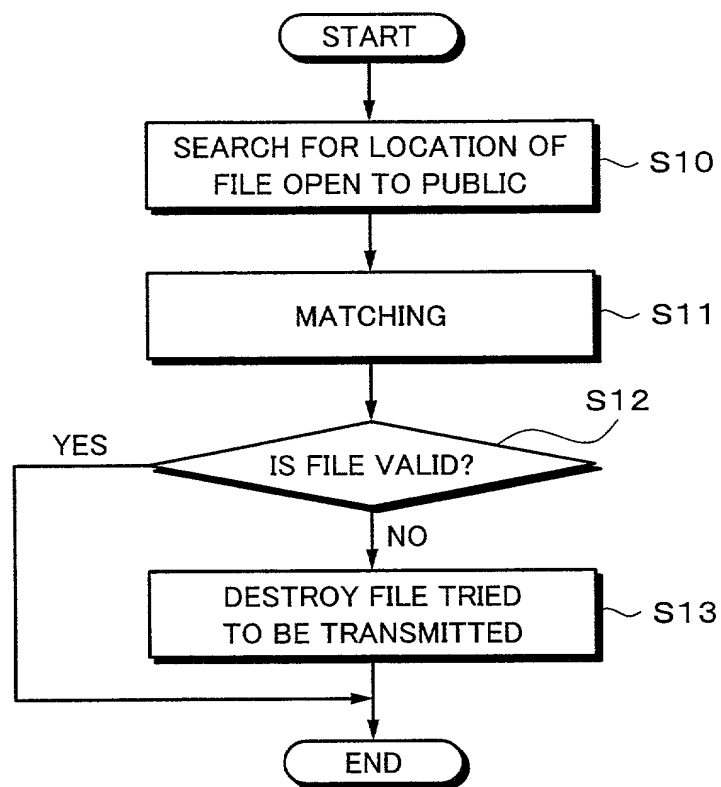 START
SEARCH FOR LOCATION OF
FILE OPEN TO PUBLIC
S10
MATCHING
S11
S12
YES
IS FILE VALID?
NO
DESTROY FILE TRIED
TO BE TRANSMITTED
S13
END